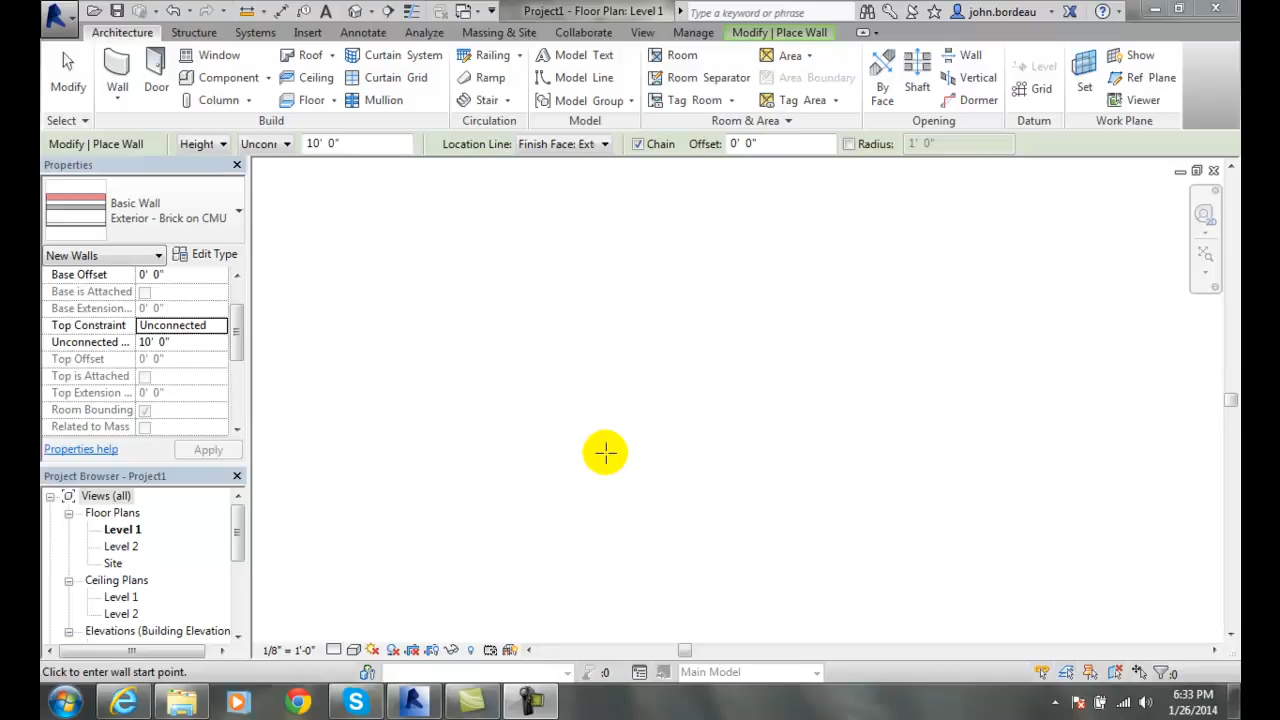 Project1 - Floor Plan: Level 1
Type a keyword or phrase
john.bordeau
Architecture Structure Systems Insert Annotate Analyze Massing & Site Collaborate View Manage Modify | Place Wall
Modify
Wall
Door
Window
Component
Column
Roof
Ceiling
Floor
Curtain System
Curtain Grid
Mullion
Railing
Ramp
Stair
Model Text
Model Line
Model Group
Room
Room Separator
Tag Room
Area
Area Boundary
Tag Area
By Face
Shaft
Wall
Vertical
Dormer
Level
Grid
Set
Show
Ref Plane
Viewer
Select Build Circulation Model Room & Area Opening Datum Work Plane
Modify | Place Wall Height Uncon 10' 0" Location Line: Finish Face: Ext Chain Offset: 0' 0" Radius: 1' 0"
Properties
Basic Wall
Exterior - Brick on CMU
New Walls Edit Type
Base Offset 0' 0"
Base is Attached
Base Extension... 0' 0"
Top Constraint Unconnected
Unconnected ... 10' 0"
Top Offset 0' 0"
Top is Attached
Top Extension ... 0' 0"
Room Bounding
Related to Mass
Properties help Apply
Project Browser - Project1
Views (all)
Floor Plans
Level 1
Level 2
Site
Ceiling Plans
Level 1
Level 2
Elevations (Building Elevation
1/8" = 1'-0"
Click to enter wall start point. :0 Main Model :0
2D
6:33 PM
1/26/2014